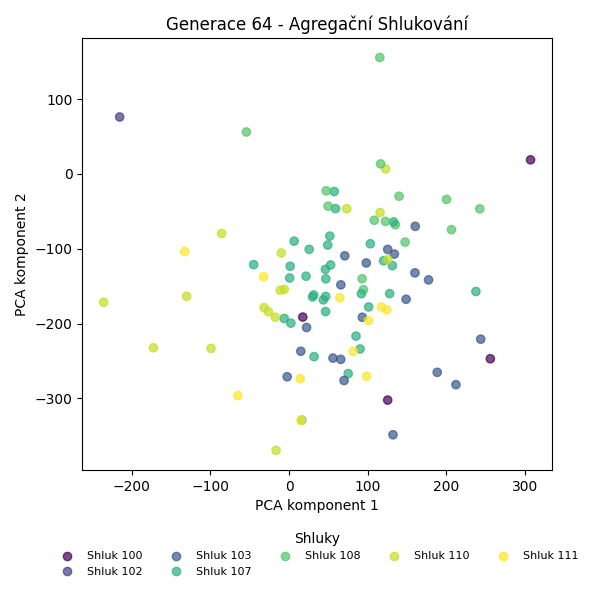 Generace 64 - Agregační Shlukování
PCA komponent 2
100
0
−100
−200
−300
−200
−100
0
100
200
300
PCA komponent 1
Shluky
Shluk 100
Shluk 103
Shluk 108
Shluk 110
Shluk 111
Shluk 102
Shluk 107